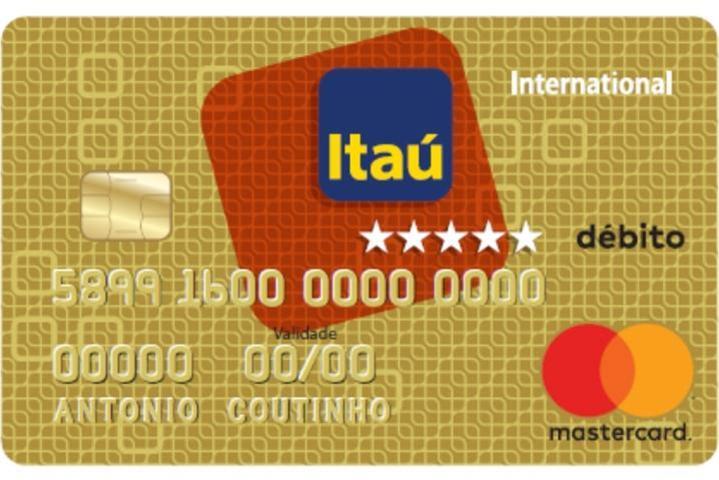 International
Itaú
débito
5899 1600 0000 0000
Validade
00000 00/00
ANTONIO COUTINHO
mastercard.